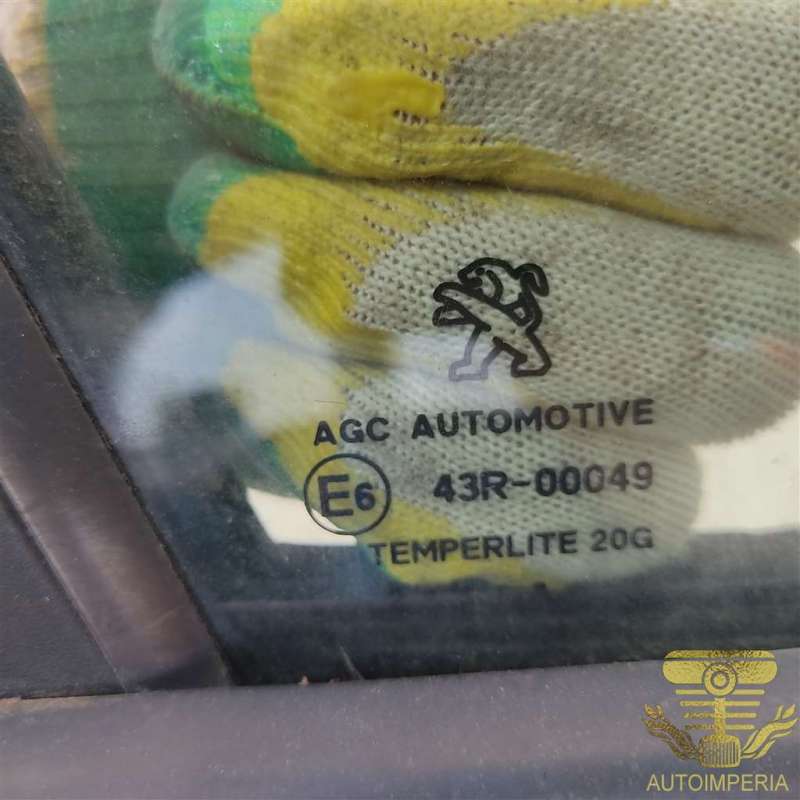 AGC AUTOMOTIVE
E6 43R-00049
TEMPERLITE 20G
AUTOIMPERIA